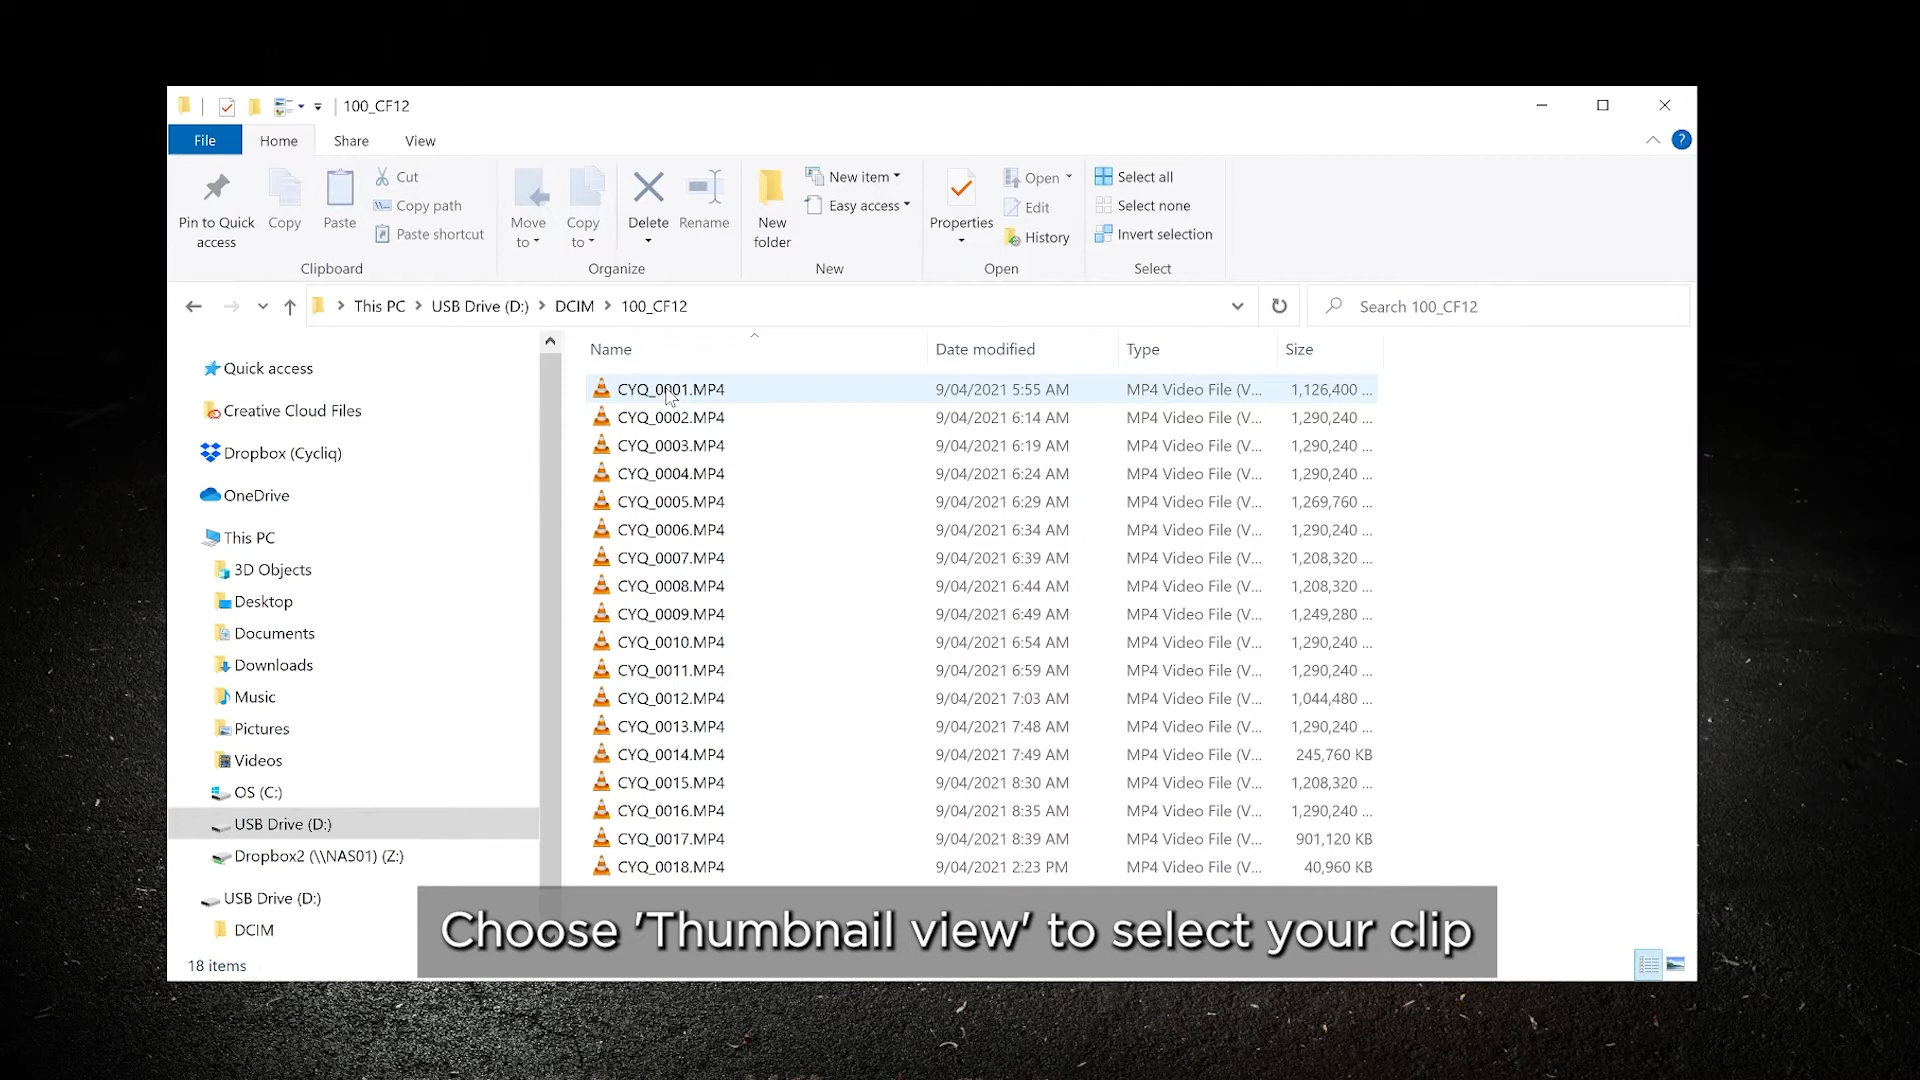 100_CF12
File Home Share View
Pin to Quick access
Copy
Paste
Cut
Copy path
Paste shortcut
Clipboard
Move to
Copy to
Delete
Rename
Organize
New folder
New item
Easy access
New
Properties
Open
Edit
History
Open
Select all
Select none
Invert selection
Select
This PC > USB Drive (D:) > DCIM > 100_CF12
Search 100_CF12
Quick access
Creative Cloud Files
Dropbox (Cycliq)
OneDrive
This PC
3D Objects
Desktop
Documents
Downloads
Music
Pictures
Videos
OS (C:)
USB Drive (D:)
Dropbox2 (\\NAS01) (Z:)
USB Drive (D:)
DCIM
18 items
Name Date modified Type Size
CYQ_0001.MP4 9/04/2021 5:55 AM MP4 Video File (V... 1,126,400 ...
CYQ_0002.MP4 9/04/2021 6:14 AM MP4 Video File (V... 1,290,240 ...
CYQ_0003.MP4 9/04/2021 6:19 AM MP4 Video File (V... 1,290,240 ...
CYQ_0004.MP4 9/04/2021 6:24 AM MP4 Video File (V... 1,290,240 ...
CYQ_0005.MP4 9/04/2021 6:29 AM MP4 Video File (V... 1,269,760 ...
CYQ_0006.MP4 9/04/2021 6:34 AM MP4 Video File (V... 1,290,240 ...
CYQ_0007.MP4 9/04/2021 6:39 AM MP4 Video File (V... 1,208,320 ...
CYQ_0008.MP4 9/04/2021 6:44 AM MP4 Video File (V... 1,208,320 ...
CYQ_0009.MP4 9/04/2021 6:49 AM MP4 Video File (V... 1,249,280 ...
CYQ_0010.MP4 9/04/2021 6:54 AM MP4 Video File (V... 1,290,240 ...
CYQ_0011.MP4 9/04/2021 6:59 AM MP4 Video File (V... 1,290,240 ...
CYQ_0012.MP4 9/04/2021 7:03 AM MP4 Video File (V... 1,044,480 ...
CYQ_0013.MP4 9/04/2021 7:48 AM MP4 Video File (V... 1,290,240 ...
CYQ_0014.MP4 9/04/2021 7:49 AM MP4 Video File (V... 245,760 KB
CYQ_0015.MP4 9/04/2021 8:30 AM MP4 Video File (V... 1,208,320 ...
CYQ_0016.MP4 9/04/2021 8:35 AM MP4 Video File (V... 1,290,240 ...
CYQ_0017.MP4 9/04/2021 8:39 AM MP4 Video File (V... 901,120 KB
CYQ_0018.MP4 9/04/2021 2:23 PM MP4 Video File (V... 40,960 KB
Choose 'Thumbnail view' to select your clip